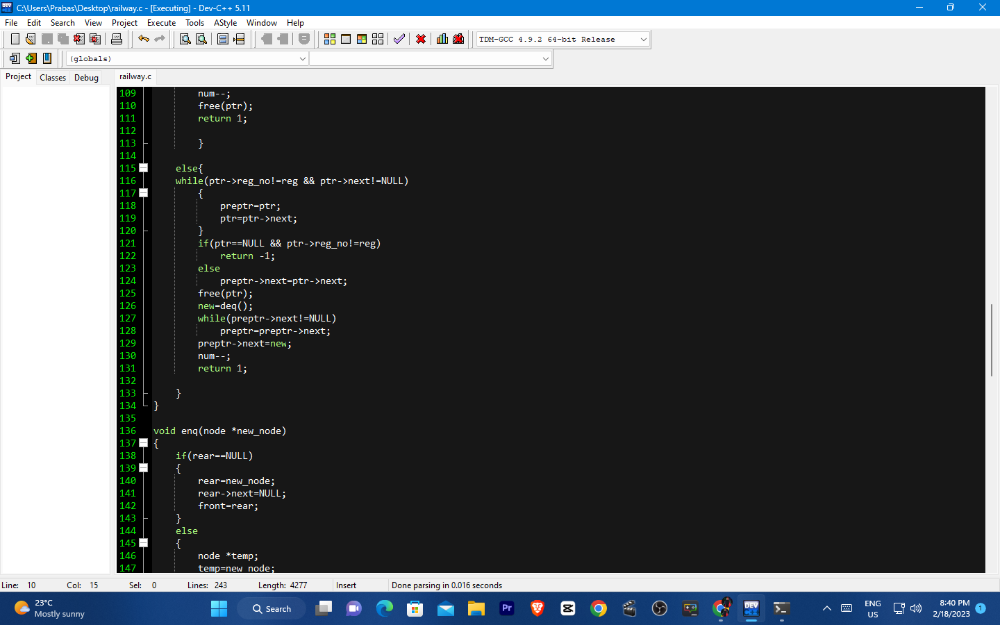 C:\Users\Prabas\Desktop\railway.c - [Executing] - Dev-C++ 5.11
File Edit Search View Project Execute Tools AStyle Window Help
TDM-GCC 4.9.2 64-bit Release
(globals)
Project Classes Debug
railway.c
109 num--;
110 free(ptr);
111 return 1;
112
113 }
114
115 else{
116 while(ptr->reg_no!=reg && ptr->next!=NULL)
117 {
118 preptr=ptr;
119 ptr=ptr->next;
120 }
121 if(ptr==NULL && ptr->reg_no!=reg)
122 return -1;
123 else
124 preptr->next=ptr->next;
125 free(ptr);
126 new=deq();
127 while(preptr->next!=NULL)
128 preptr=preptr->next;
129 preptr->next=new;
130 num--;
131 return 1;
132
133 }
134 }
135
136 void enq(node *new_node)
137 {
138 if(rear==NULL)
139 {
140 rear=new_node;
141 rear->next=NULL;
142 front=rear;
143 }
144 else
145 {
146 node *temp;
147 temp=new_node;
Line: 10 Col: 15 Sel: 0 Lines: 243 Length: 4277 Insert Done parsing in 0.016 seconds
23°C
Mostly sunny
Search
Pr
DEV
ENG
US
8:40 PM
2/18/2023
1